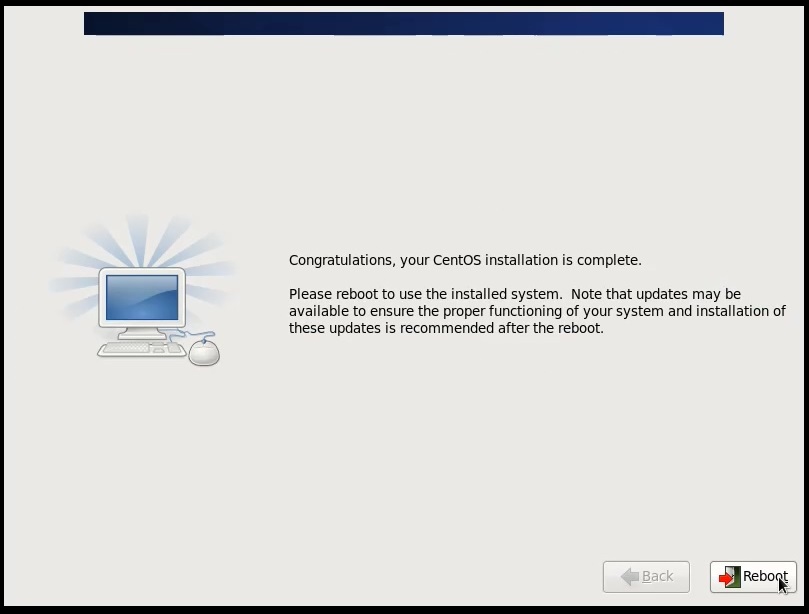 Congratulations, your CentOS installation is complete.
Please reboot to use the installed system.  Note that updates may be
available to ensure the proper functioning of your system and installation of
these updates is recommended after the reboot.
Back
Reboot